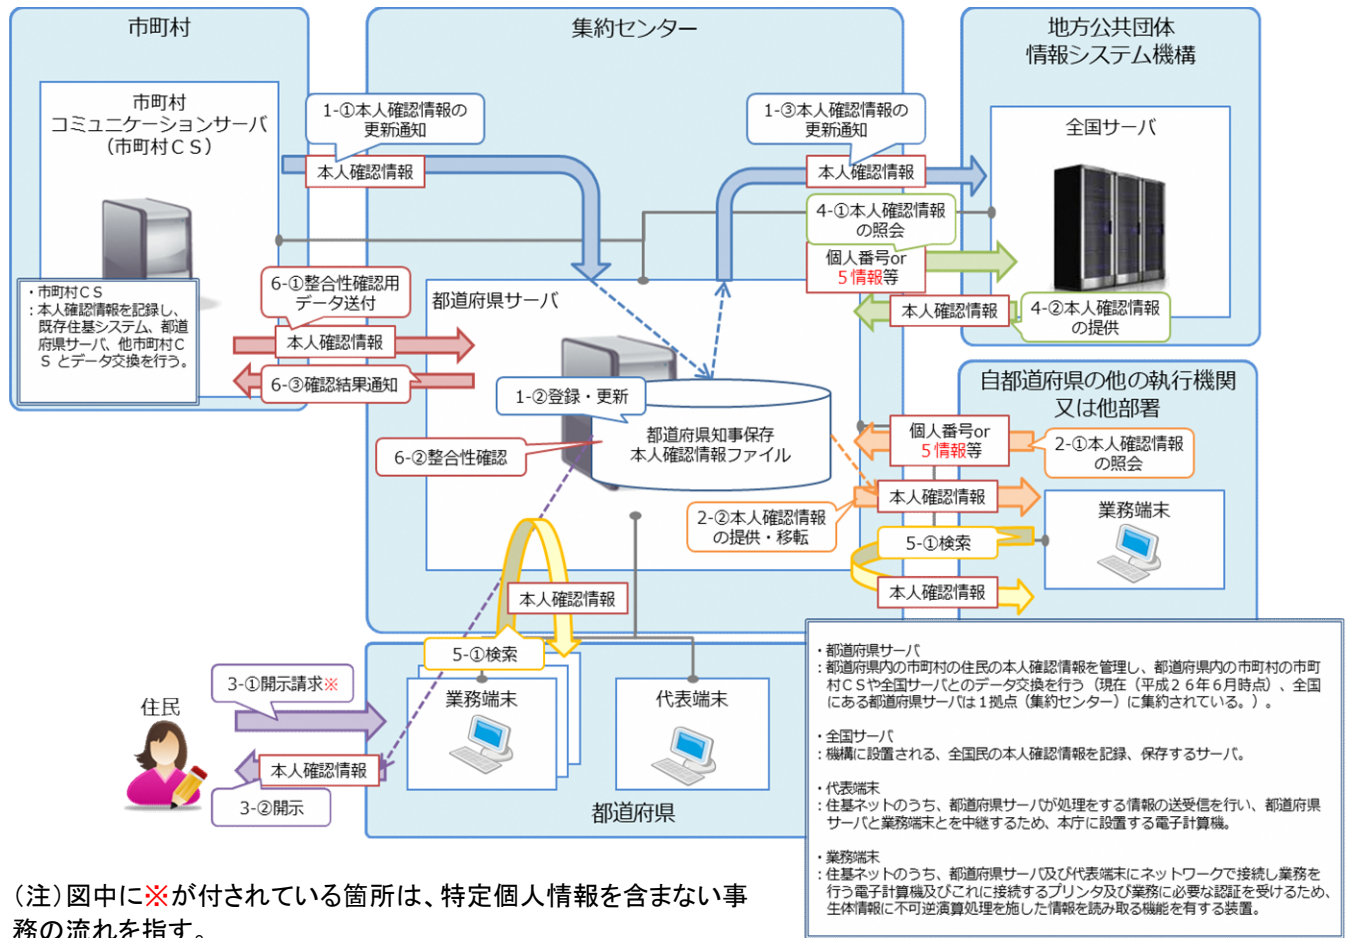 市町村
集約センター
地方公共団体
情報システム機構
市町村
コミュニケーションサーバ
（市町村ＣＳ）
1-①本人確認情報の
更新通知
本人確認情報
1-③本人確認情報の
更新通知
本人確認情報
全国サーバ
4-①本人確認情報
の照会
個人番号or
５情報等
本人確認情報
4-②本人確認情報
の提供
・市町村ＣＳ
：本人確認情報を記録し、
既存住基システム、都道
府県サーバ、他市町村Ｃ
Ｓ とデータ交換を行う。
6-①整合性確認用
データ送付
本人確認情報
6-③確認結果通知
都道府県サーバ
1-②登録・更新
6-②整合性確認
都道府県知事保存
本人確認情報ファイル
自都道府県の他の執行機関
又は他部署
個人番号or
５情報等
2-①本人確認情報
の照会
本人確認情報
2-②本人確認情報
の提供・移転
業務端末
5-①検索
本人確認情報
本人確認情報
5-①検索
業務端末
代表端末
都道府県
住民
3-①開示請求※
本人確認情報
3-②開示
・都道府県サーバ
：都道府県内の市町村の住民の本人確認情報を管理し、都道府県内の市町村の市町
村ＣＳや全国サーバとのデータ交換を行う（現在（平成２６年６月時点）、全国
にある都道府県サーバは１拠点（集約センター）に集約されている。）。
・全国サーバ
：機構に設置される、全国民の本人確認情報を記録、保存するサーバ。
・代表端末
：住基ネットのうち、都道府県サーバが処理をする情報の送受信を行い、都道府県
サーバと業務端末とを中継するため、本庁に設置する電子計算機。
・業務端末
：住基ネットのうち、都道府県サーバ及び代表端末にネットワークで接続し業務を
行う電子計算機及びこれに接続するプリンタ及び業務に必要な認証を受けるため、
生体情報に不可逆演算処理を施した情報を読み取る機能を有する装置。
（注）図中に※が付されている箇所は、特定個人情報を含まない事
務の流れを指す。